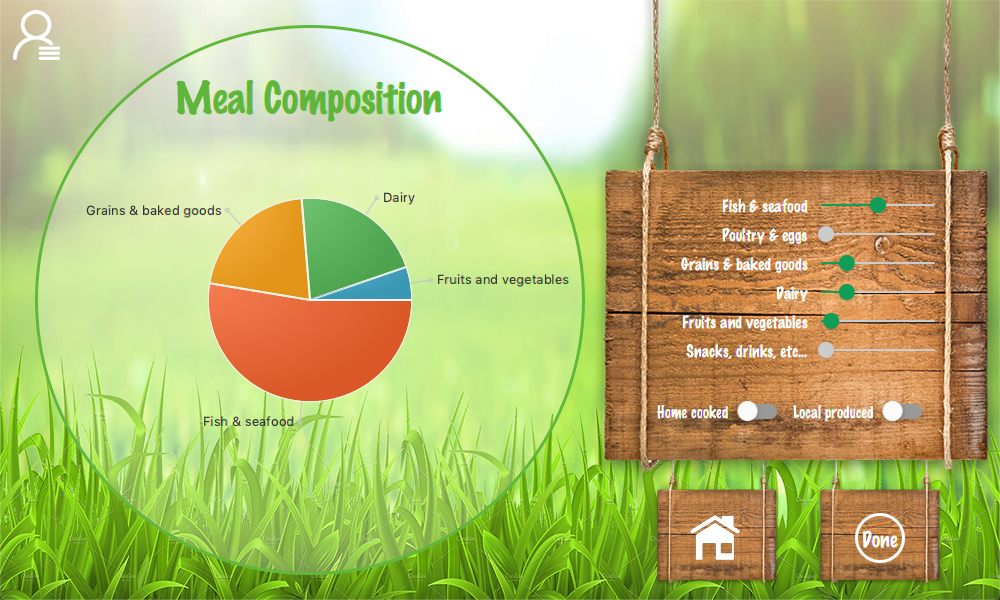 Meal Composition
Dairy
Grains & baked goods
Fruits and vegetables
Fish & seafood
Fish & seafood
Poultry & eggs
Grains & baked goods
Dairy
Fruits and vegetables
Snacks, drinks, etc...
Home cooked Local produced
Done